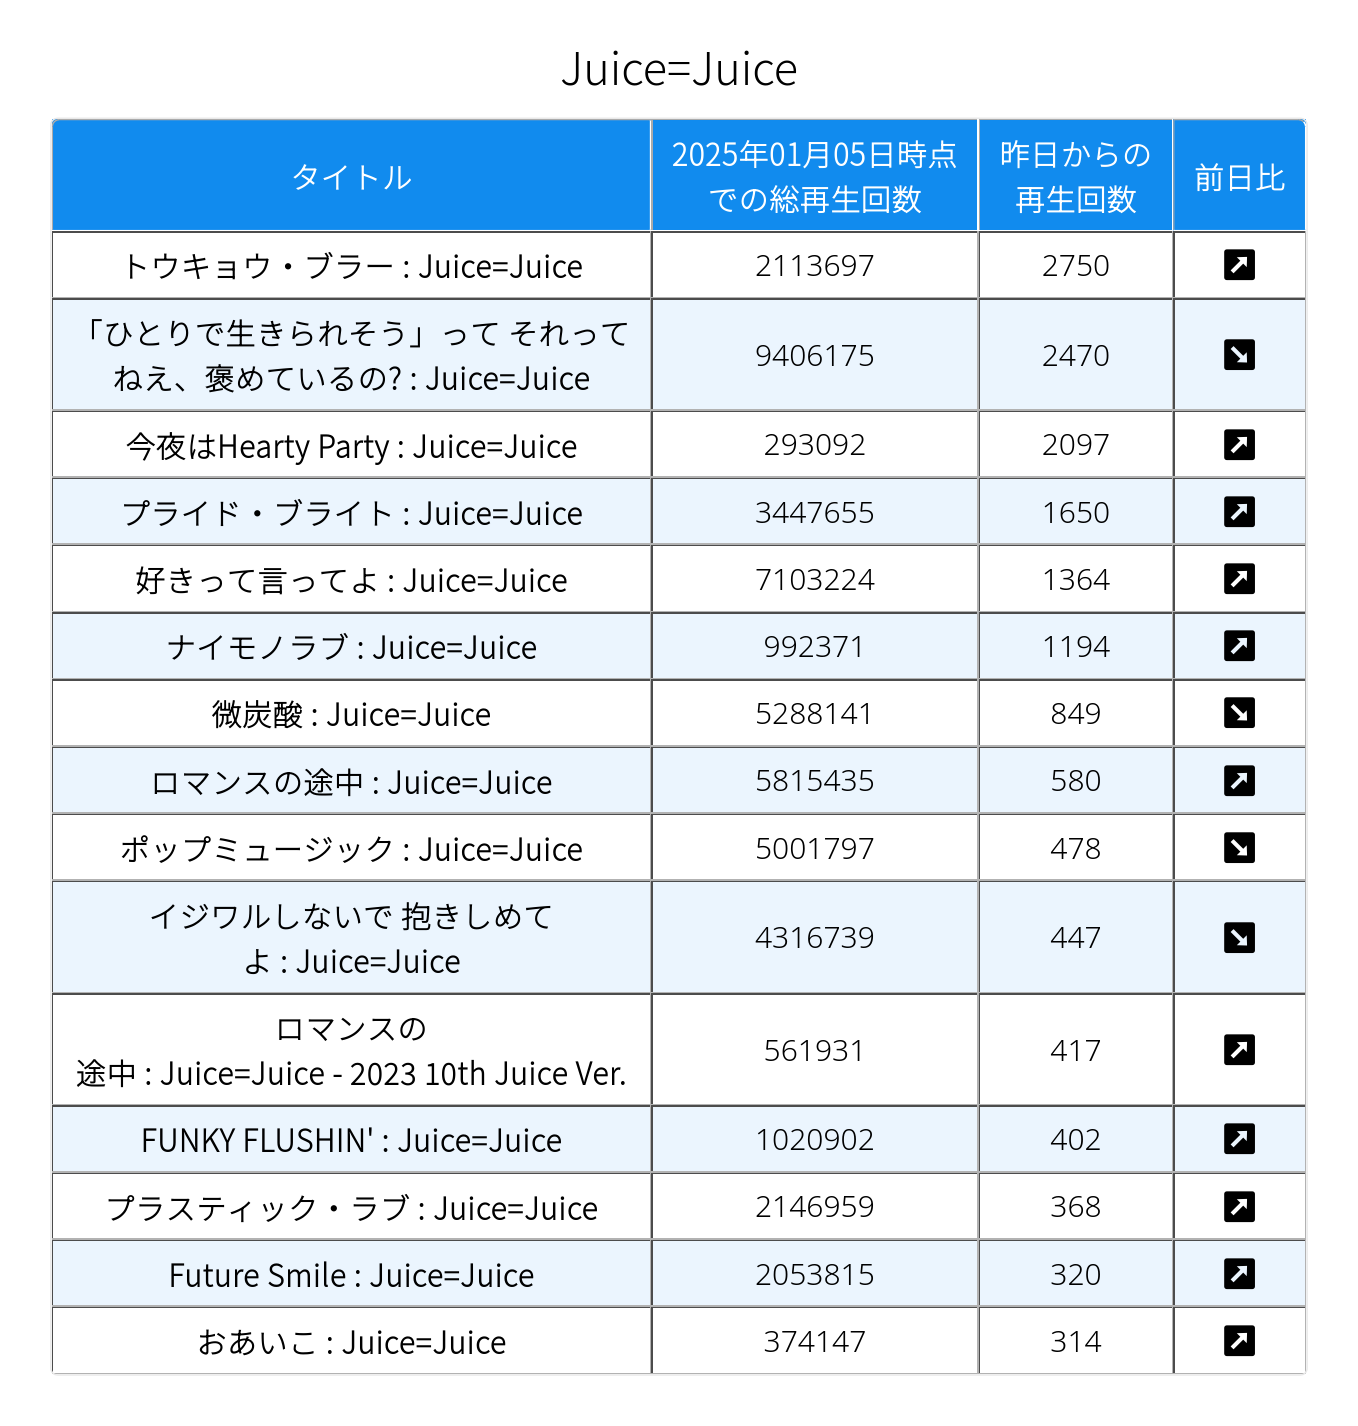 Juice=Juice
タイトル
2025年01月05日時点
での総再生回数
昨日からの
再生回数
前日比
トウキョウ・ブラー : Juice=Juice
2113697
2750
「ひとりで生きられそう」って それって
ねえ、褒めているの? : Juice=Juice
9406175
2470
今夜はHearty Party : Juice=Juice
293092
2097
プライド・ブライト : Juice=Juice
3447655
1650
好きって言ってよ : Juice=Juice
7103224
1364
ナイモノラブ : Juice=Juice
992371
1194
微炭酸 : Juice=Juice
5288141
849
ロマンスの途中 : Juice=Juice
5815435
580
ポップミュージック : Juice=Juice
5001797
478
イジワルしないで 抱きしめて
よ : Juice=Juice
4316739
447
ロマンスの
途中 : Juice=Juice - 2023 10th Juice Ver.
561931
417
FUNKY FLUSHIN' : Juice=Juice
1020902
402
プラスティック・ラブ : Juice=Juice
2146959
368
Future Smile : Juice=Juice
2053815
320
おあいこ : Juice=Juice
374147
314